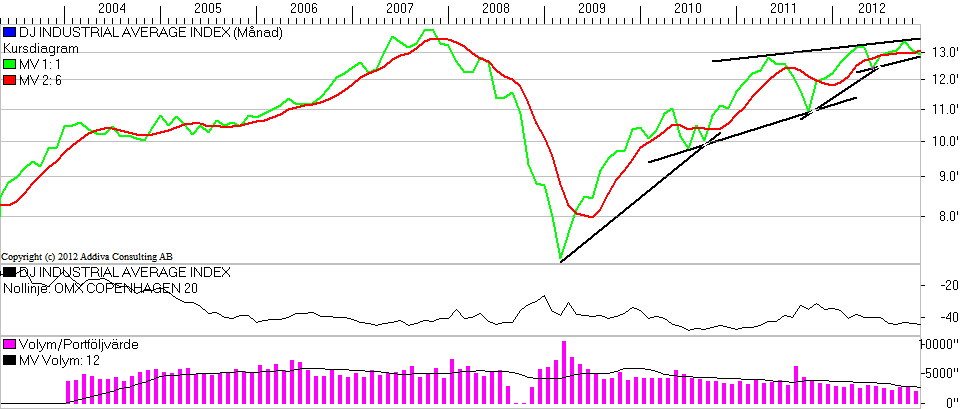 2004 2005 2006 2007 2008 2009 2010 2011 2012
DJ INDUSTRIAL AVERAGE INDEX (Månad)
Kursdiagram
MV 1: 1
MV 2: 6
13.0'
12.0'
11.0'
10.0'
9.0'
8.0'
Copyright (c) 2012 Addiva Consulting AB
DJ INDUSTRIAL AVERAGE INDEX
Nollinje: OMX COPENHAGEN 20
-20
-40
Volym/Portföljvärde
MV Volym: 12
10000''
5000''
0''